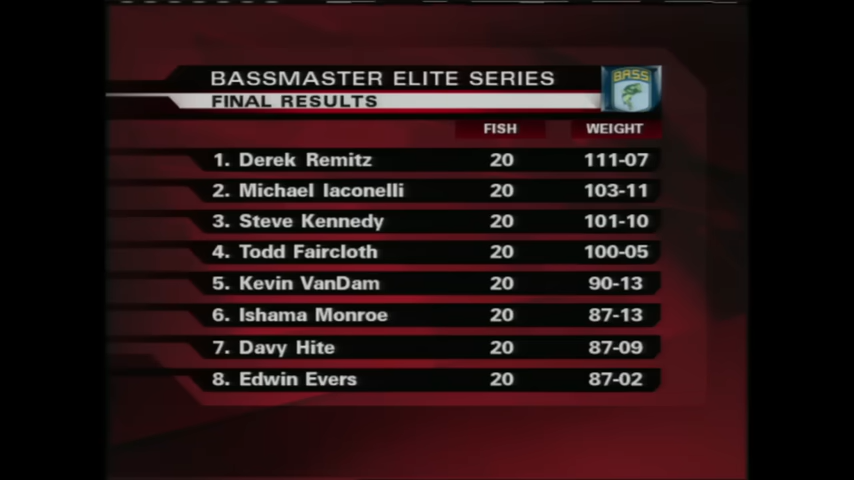 BASSMASTER ELITE SERIES
BASS
FINAL RESULTS
FISH WEIGHT
1. Derek Remitz 20 111-07
2. Michael Iaconelli 20 103-11
3. Steve Kennedy 20 101-10
4. Todd Faircloth 20 100-05
5. Kevin VanDam 20 90-13
6. Ishama Monroe 20 87-13
7. Davy Hite 20 87-09
8. Edwin Evers 20 87-02